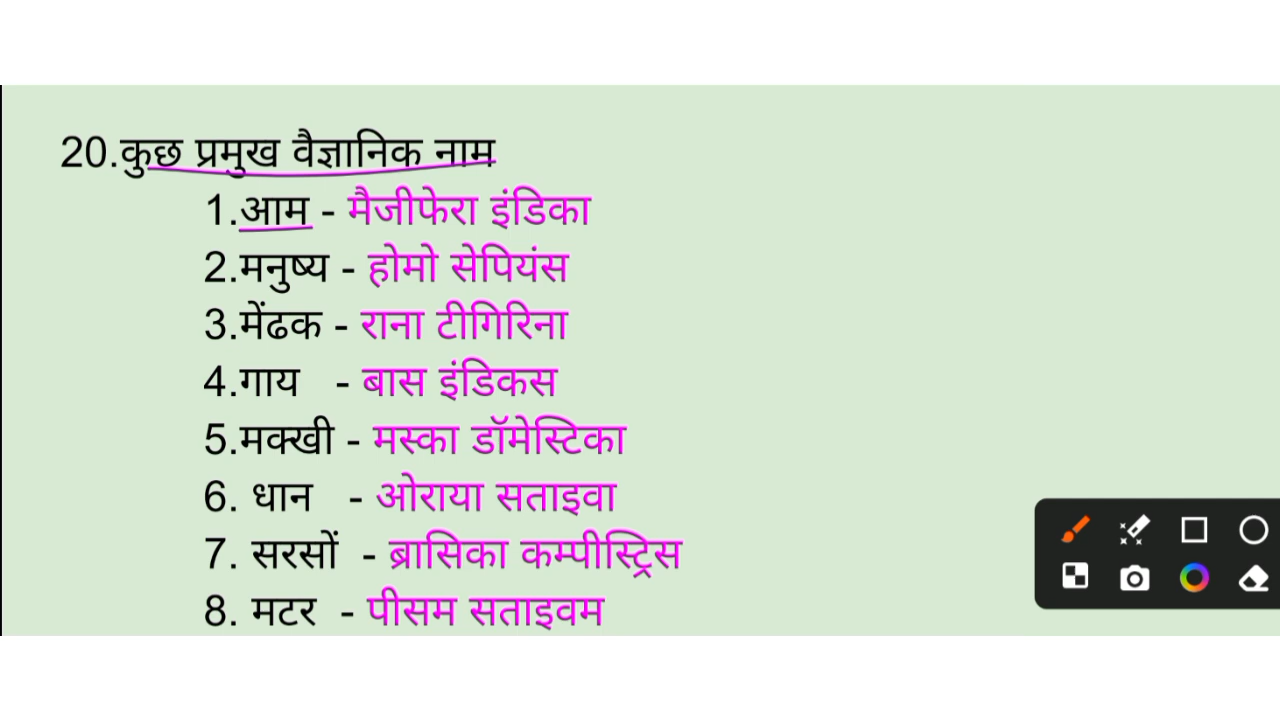 20.कुछ प्रमुख वैज्ञानिक नाम
1.आम - मैजीफेरा इंडिका
2.मनुष्य - होमो सेपियंस
3.मेंढक - राना टीगिरिना
4.गाय - बास इंडिकस
5.मक्खी - मस्का डॉमेस्टिका
6. धान - ओराया सताइवा
7. सरसों - ब्रासिका कम्पीस्ट्रिस
8. मटर - पीसम सताइवम